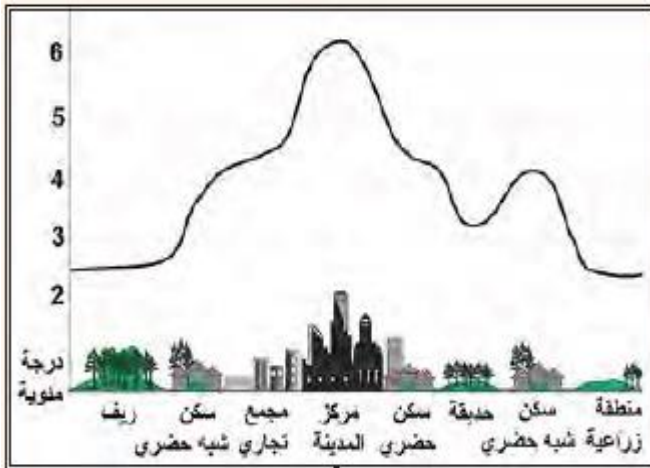 6
5
4
3
2
درجة
مئوية
ريف
سكن
شبه حضري
مجمع
تجاري
مركز
المدينة
سكن
حضري
حديقة
سكن
شبه حضري
منطقة
زراعية